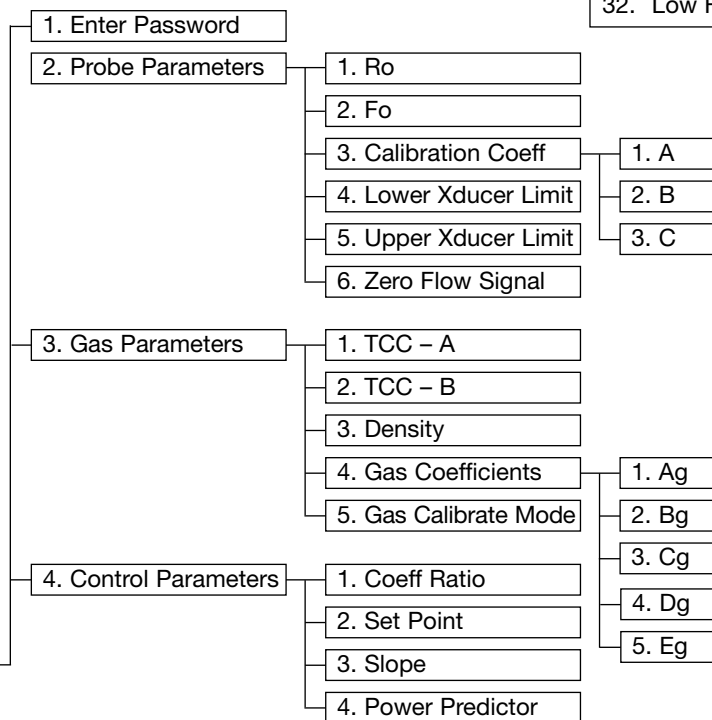 32. Low
1. Enter Password
2. Probe Parameters
1. Ro
2. Fo
3. Calibration Coeff
1. A
2. B
3. C
4. Lower Xducer Limit
5. Upper Xducer Limit
6. Zero Flow Signal
3. Gas Parameters
1. TCC – A
2. TCC – B
3. Density
4. Gas Coefficients
1. Ag
2. Bg
3. Cg
4. Dg
5. Eg
5. Gas Calibrate Mode
4. Control Parameters
1. Coeff Ratio
2. Set Point
3. Slope
4. Power Predictor